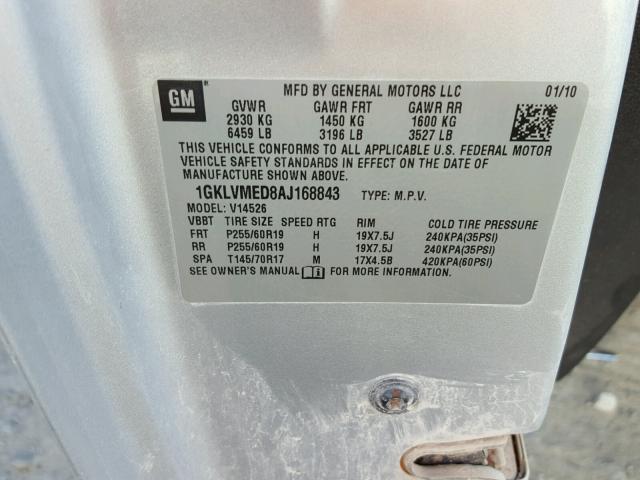 GM MFD BY GENERAL MOTORS LLC 01/10
GVWR GAWR FRT GAWR RR
2930 KG 1450 KG 1600 KG
6459 LB 3196 LB 3527 LB
THIS VEHICLE CONFORMS TO ALL APPLICABLE U.S. FEDERAL MOTOR
VEHICLE SAFETY STANDARDS IN EFFECT ON THE DATE OF
MANUFACTURE SHOWN ABOVE.
1GKLVMED8AJ168843 TYPE: M.P.V.
MODEL: V14526
VBBT TIRE SIZE SPEED RTG RIM COLD TIRE PRESSURE
FRT P255/60R19 H 19X7.5J 240KPA(35PSI)
RR P255/60R19 H 19X7.5J 240KPA(35PSI)
SPA T145/70R17 M 17X4.5B 420KPA(60PSI)
SEE OWNER'S MANUAL FOR MORE INFORMATION.